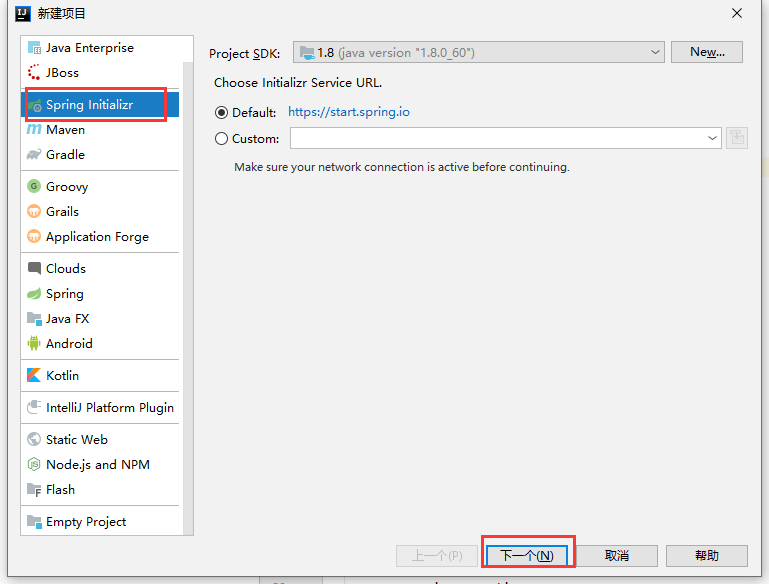 新建项目
Java Enterprise
JBoss
Spring Initializr
Maven
Gradle
Groovy
Grails
Application Forge
Clouds
Spring
Java FX
Android
Kotlin
IntelliJ Platform Plugin
Static Web
Node.js and NPM
Flash
Empty Project
Project SDK: 1.8 (java version "1.8.0_60") New...
Choose Initializr Service URL.
Default: https://start.spring.io
Custom:
Make sure your network connection is active before continuing.
上一个(P) 下一个(N) 取消 帮助